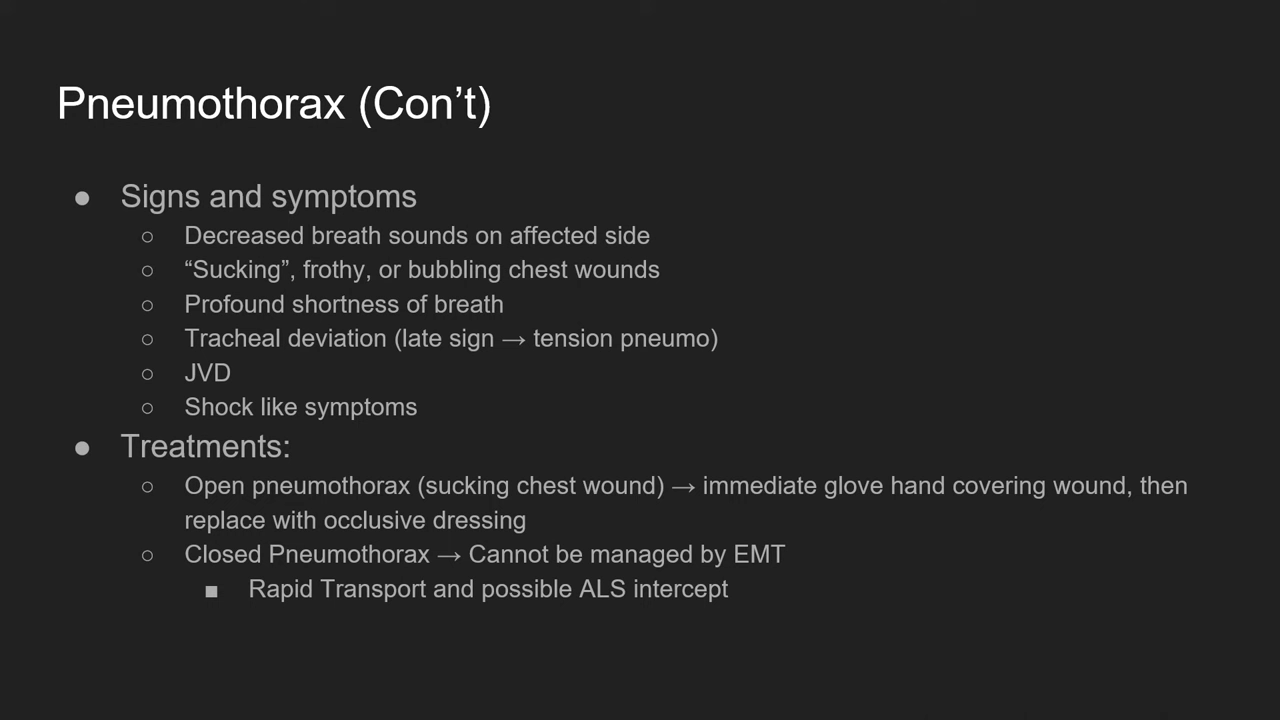 Pneumothorax (Con’t)
● Signs and symptoms
○ Decreased breath sounds on affected side
○ “Sucking”, frothy, or bubbling chest wounds
○ Profound shortness of breath
○ Tracheal deviation (late sign → tension pneumo)
○ JVD
○ Shock like symptoms
● Treatments:
○ Open pneumothorax (sucking chest wound) → immediate glove hand covering wound, then
replace with occlusive dressing
○ Closed Pneumothorax → Cannot be managed by EMT
■ Rapid Transport and possible ALS intercept